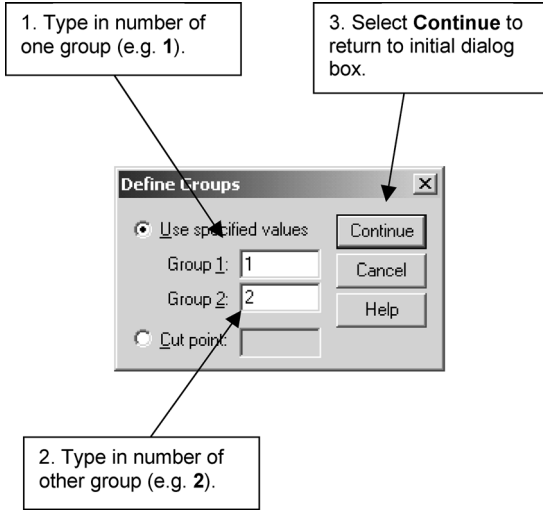 1. Type in number of
one group (e.g. 1).
3. Select Continue to
return to initial dialog
box.
Define Groups
Use specified values
Group 1: 1
Group 2: 2
Cut point:
Continue
Cancel
Help
2. Type in number of
other group (e.g. 2).